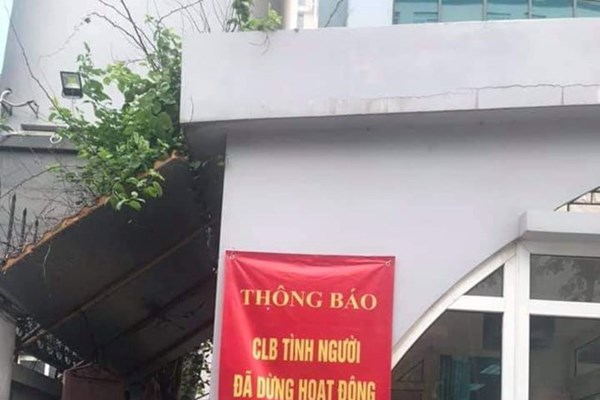 THÔNG BÁO
CLB TÌNH NGƯỜI
ĐÃ DỪNG HOẠT ĐỘNG